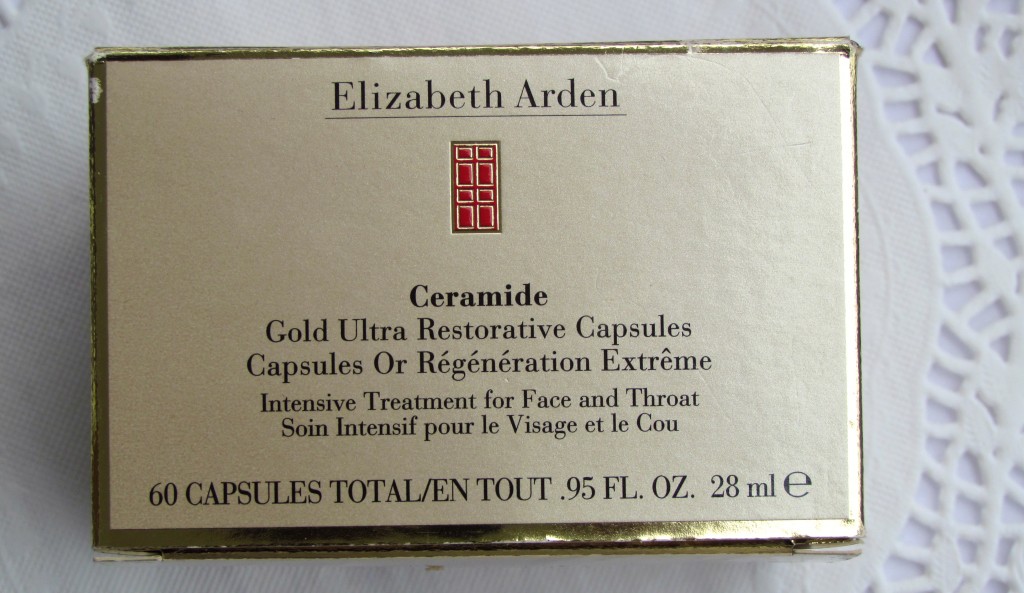 Elizabeth Arden
Ceramide
Gold Ultra Restorative Capsules
Capsules Or Régénération Extrême
Intensive Treatment for Face and Throat
Soin Intensif pour le Visage et le Cou
60 CAPSULES TOTAL/EN TOUT .95 FL. OZ. 28 ml ℮